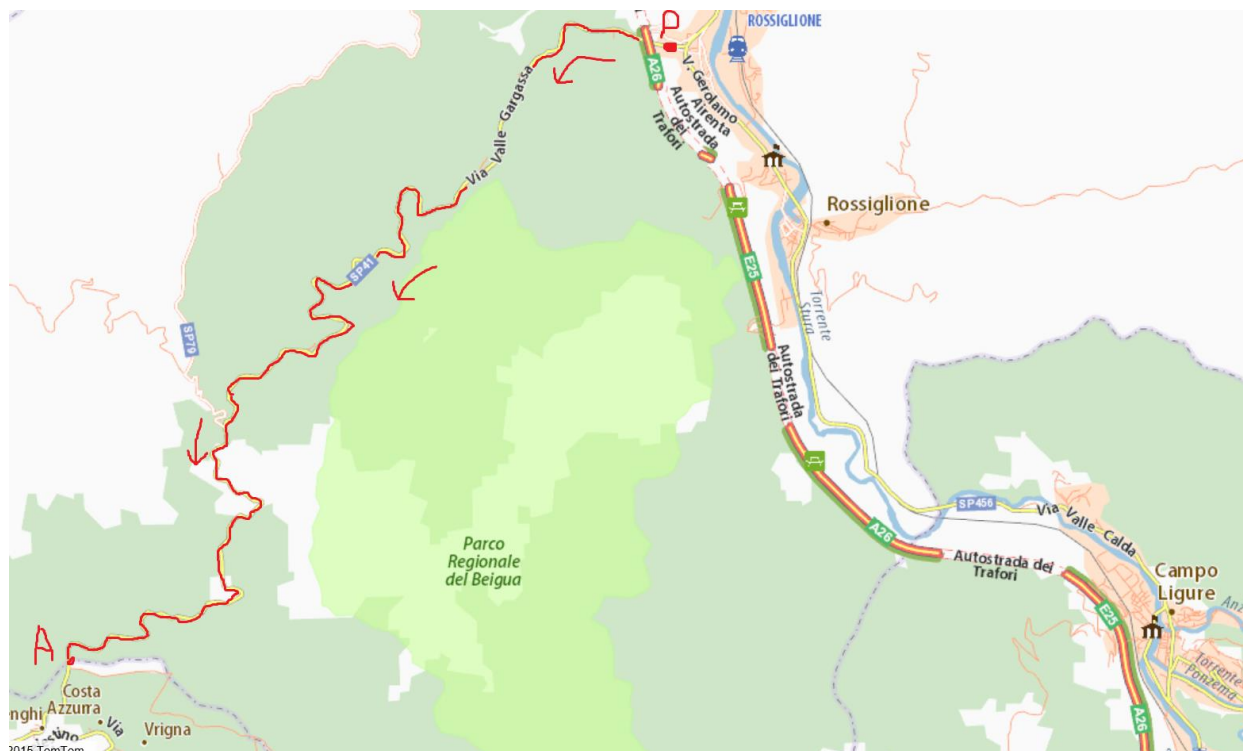 P
ROSSIGLIONE
A26
V. Gerolamo
Airenta
Autostrada
dei
Trafori
Via Valle Gargassa
Rossiglione
SP41
E25
Torrente
Stura
SP79
Autostrada
dei Trafori
SP456
Via Valle Calda
A26
Parco
Regionale
del Beigua
Autostrada dei
Trafori
Campo
Ligure
E25
A
Torrente
Ponzema
Costa
Azzurra
Via
Vrigna
A26
2015 TomTom